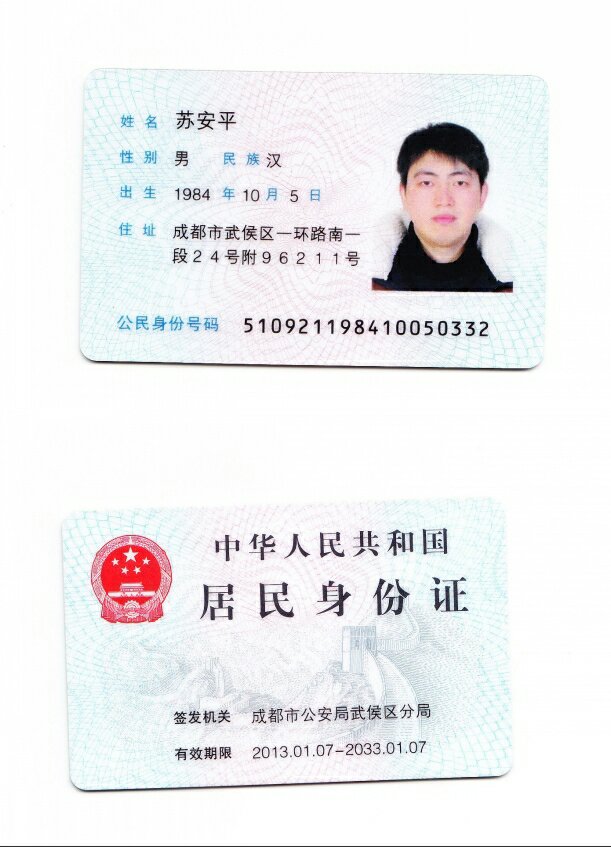 姓名 苏安平
性别 男 民族 汉
出生 1984 年 10 月 5 日
住址 成都市武侯区一环路南一
段24号附96211号
公民身份号码 510921198410050332
中华人民共和国
居民身份证
签发机关 成都市公安局武侯区分局
有效期限 2013.01.07-2033.01.07